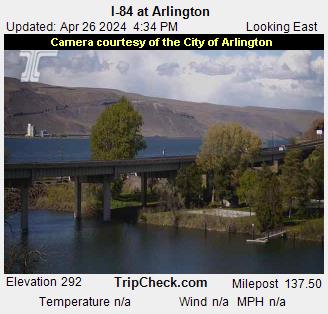 I-84 at Arlington
Updated: Apr 26 2024 4:34 PM Looking East
Camera courtesy of the City of Arlington
Elevation 292 TripCheck.com Milepost 137.50
Temperature n/a Wind n/a MPH n/a